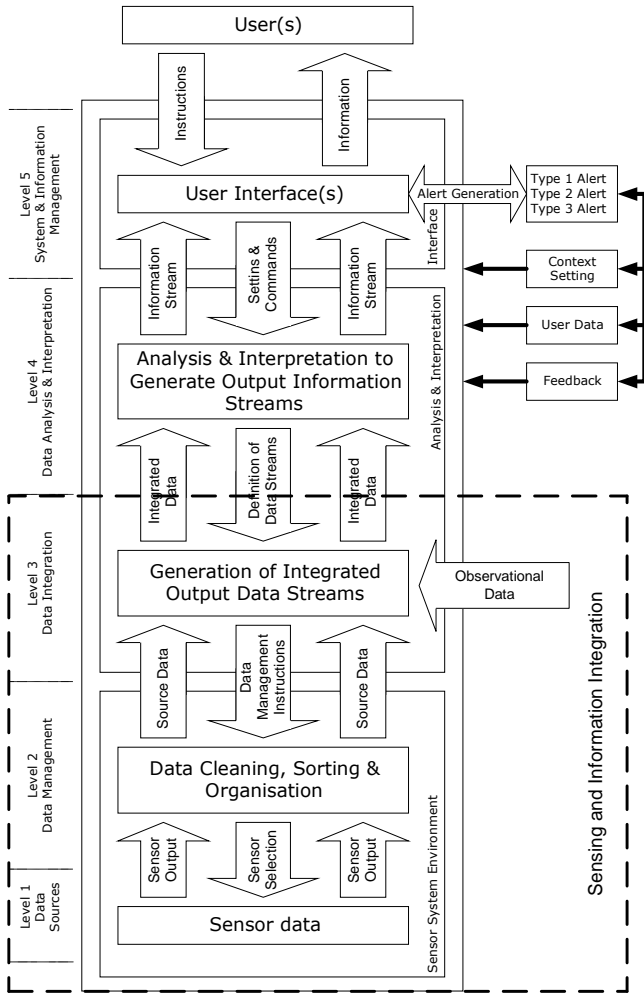 User(s)
Instructions
Information
Level 5
System & Information
Management
User Interface(s)
Interface
Alert Generation
Type 1 Alert
Type 2 Alert
Type 3 Alert
Context
Setting
User Data
Feedback
Information
Stream
Settins &
Commands
Information
Stream
Level 4
Data Analysis & Interpretation
Analysis & Interpretation to
Generate Output Information
Streams
Analysis & Interpretation
Integrated
Data
Definition of
Data Streams
Integrated
Data
Level 3
Data Integration
Generation of Integrated
Output Data Streams
Observational
Data
Source Data
Data
Management
Instructions
Source Data
Level 2
Data Management
Data Cleaning, Sorting &
Organisation
Sensor
Output
Sensor
Selection
Sensor
Output
Level 1
Data
Sources
Sensor data
Sensor System Environment
Sensing and Information Integration